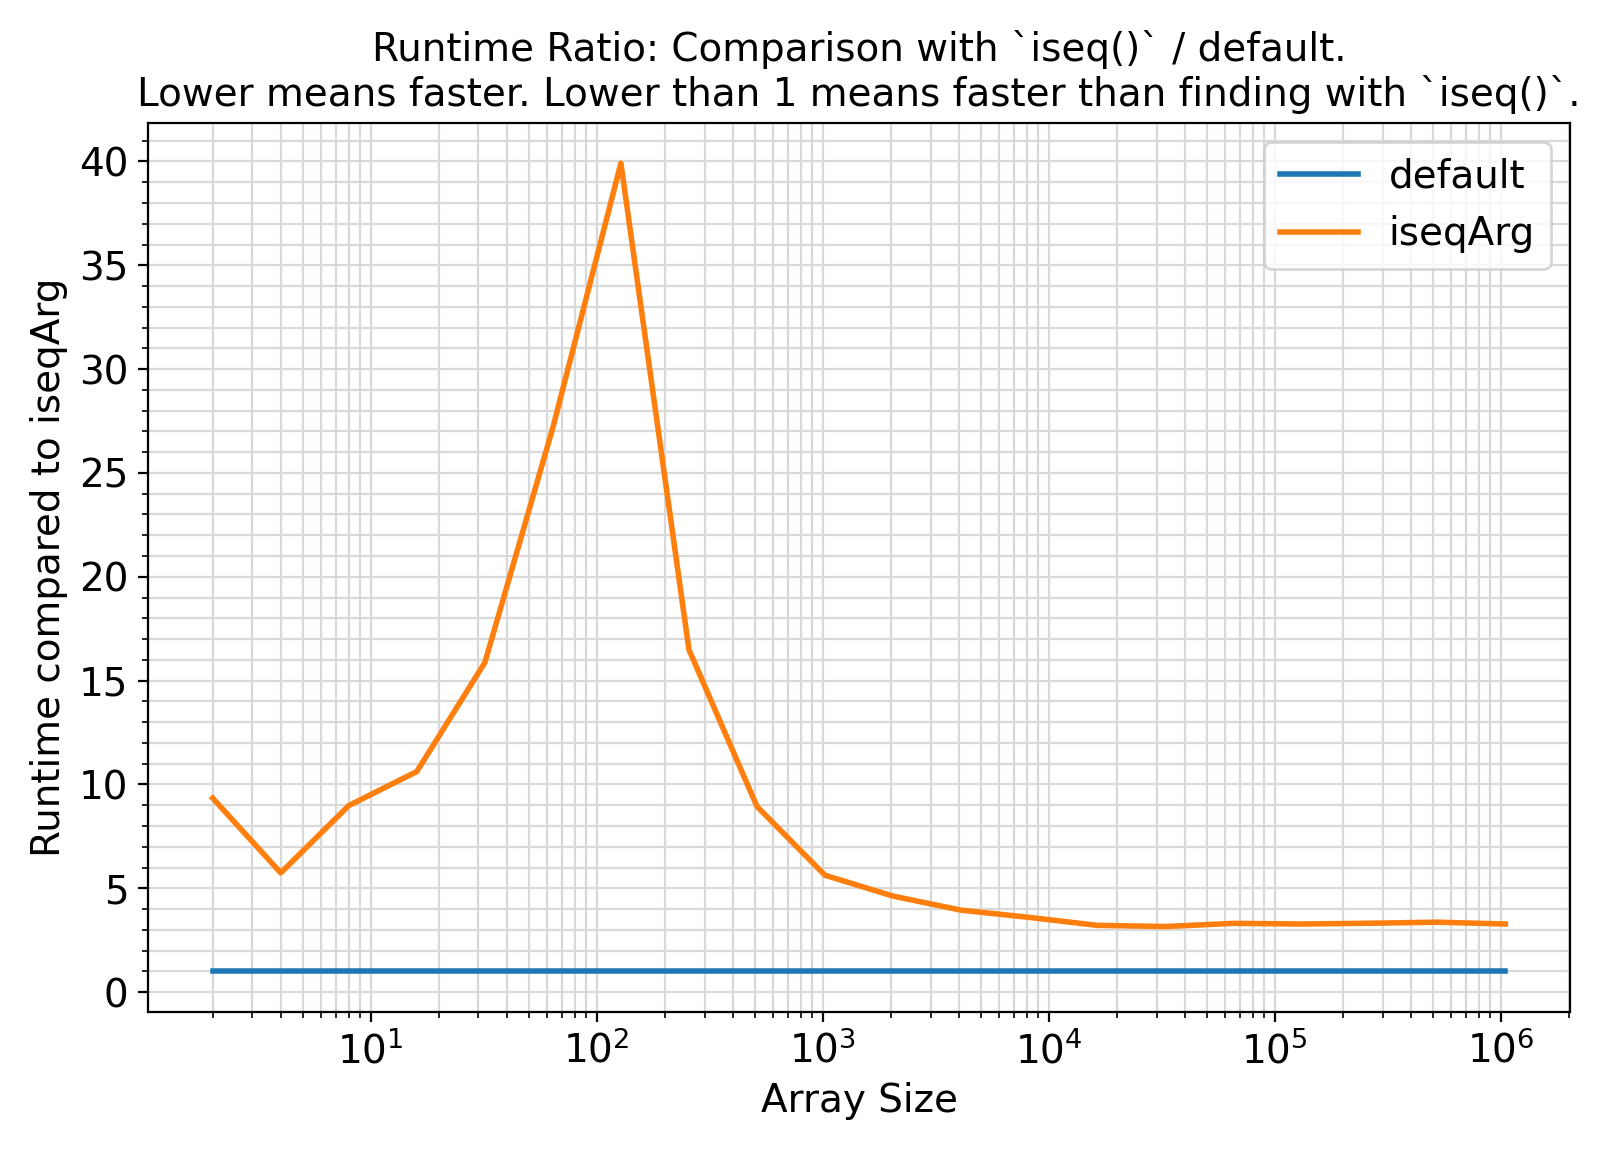 Runtime Ratio: Comparison with `iseq()` / default.
Lower means faster. Lower than 1 means faster than finding with `iseq()`.
default
iseqArg
Runtime compared to iseqArg
40
35
30
25
20
15
10
5
0
10¹
10²
10³
10⁴
10⁵
10⁶
Array Size